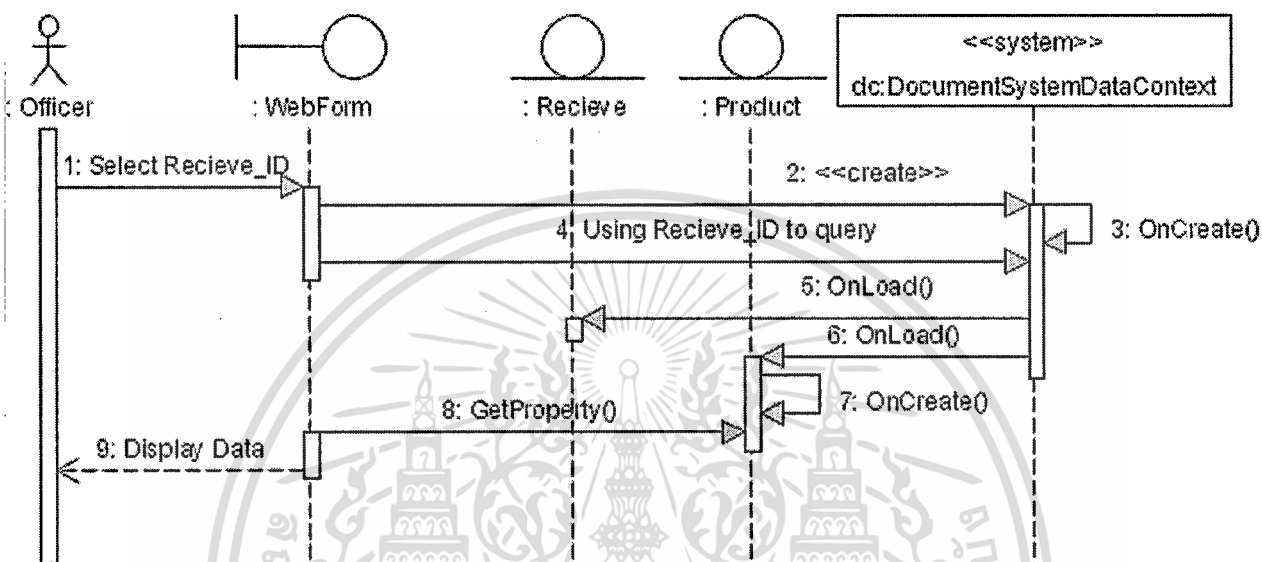 <<system>>
dc:DocumentSystemDataContext
: Officer
: WebForm
: Recieve
: Product
1: Select Recieve_ID
2: <<create>>
3: OnCreate()
4: Using Recieve_ID to query
5: OnLoad()
6: OnLoad()
7: OnCreate()
8: GetProperty()
9: Display Data